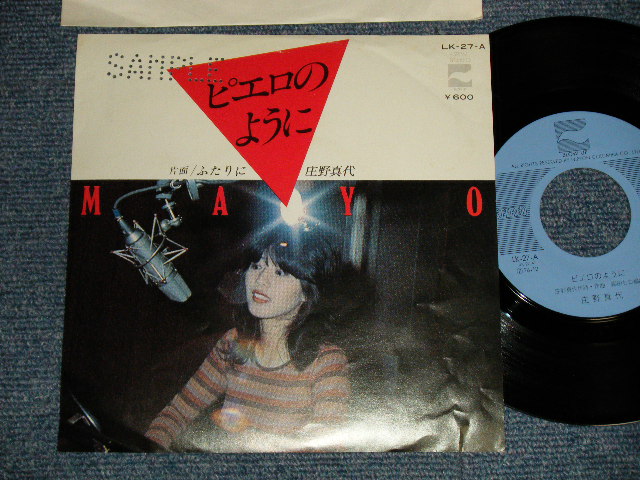 LK-27-A
SAMPLE
ピエロの
ように
¥600
片面/ふたりに 庄野真代
MAYO
LK-27-A
ピエロのように
庄野真代